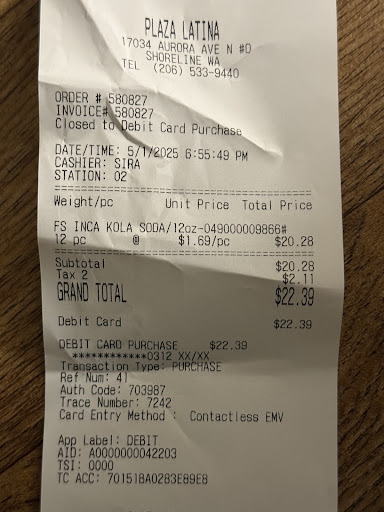 PLAZA LATINA
17034 AURORA AVE N #D
SHORELINE WA
TEL (206) 533-9440
ORDER # 580827
INVOICE# 580827
Closed to Debit Card Purchase
DATE/TIME: 5/1/2025 6:55:49 PM
CASHIER: SIRA
STATION: 02
Weight/pc Unit Price Total Price
FS INCA KOLA SODA/12oz-049000009866#
12 pc @ $1.69/pc $20.28
Subtotal $20.28
Tax 2 $2.11
GRAND TOTAL $22.39
Debit Card $22.39
DEBIT CARD PURCHASE $22.39
************0312 XX/XX
Transaction Type: PURCHASE
Ref Num: 41
Auth Code: 703987
Trace Number: 7242
Card Entry Method : Contactless EMV
App Label: DEBIT
AID: A0000000042203
TSI: 0000
TC ACC: 701518A0283E89E8